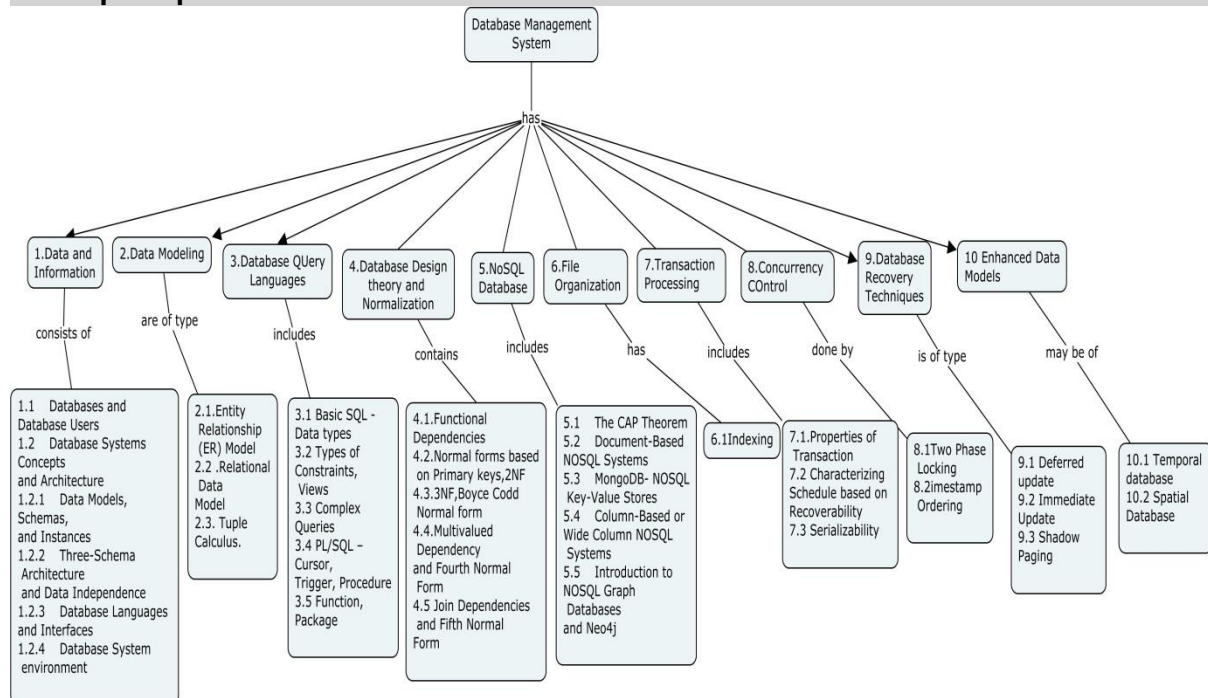 Database Management
System
has
1.Data and
Information
2.Data Modeling
3.Database QUery
Languages
4.Database Design
theory and
Normalization
5.NoSQL
Database
6.File
Organization
7.Transaction
Processing
8.Concurrency
COntrol
9.Database
Recovery
Techniques
10 Enhanced Data
Models
consists of
are of type
includes
contains
includes
has
includes
done by
is of type
may be of
1.1 Databases and
Database Users
1.2 Database Systems
Concepts
and Architecture
1.2.1 Data Models,
Schemas,
and Instances
1.2.2 Three-Schema
Architecture
and Data Independence
1.2.3 Database Languages
and Interfaces
1.2.4 Database System
environment
2.1.Entity
Relationship
(ER) Model
2.2 .Relational
Data
Model
2.3. Tuple
Calculus.
3.1 Basic SQL -
Data types
3.2 Types of
Constraints,
Views
3.3 Complex
Queries
3.4 PL/SQL –
Cursor,
Trigger, Procedure
3.5 Function,
Package
4.1.Functional
Dependencies
4.2.Normal forms based
on Primary keys,2NF
4.3.3NF,Boyce Codd
Normal form
4.4.Multivalued
Dependency
and Fourth Normal
Form
4.5 Join Dependencies
and Fifth Normal
Form
5.1 The CAP Theorem
5.2 Document-Based
NOSQL Systems
5.3 MongoDB- NOSQL
Key-Value Stores
5.4 Column-Based or
Wide Column NOSQL
Systems
5.5 Introduction to
NOSQL Graph
Databases
and Neo4j
6.1Indexing
7.1.Properties of
Transaction
7.2 Characterizing
Schedule based on
Recoverability
7.3 Serializability
8.1Two Phase
Locking
8.2imestamp
Ordering
9.1 Deferred
update
9.2 Immediate
Update
9.3 Shadow
Paging
10.1 Temporal
database
10.2 Spatial
Database